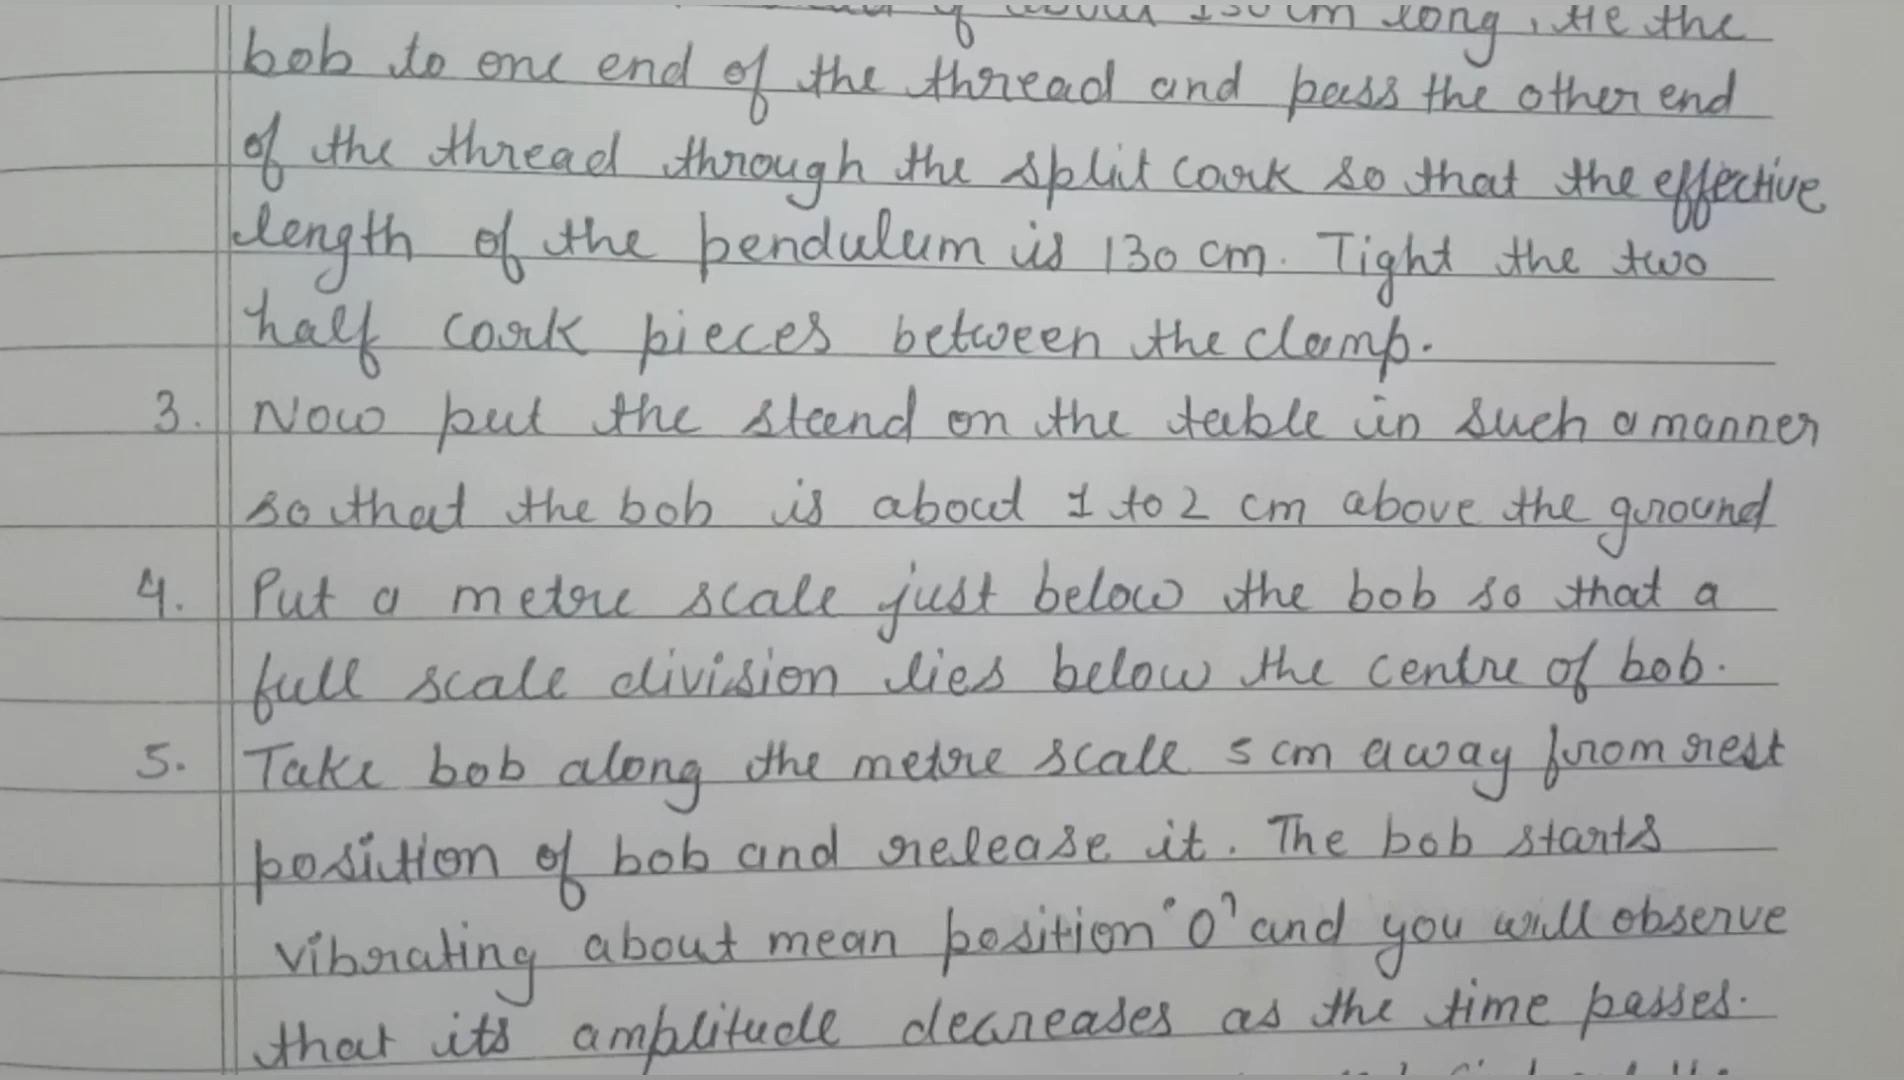 long, tie the
bob to one end of the thread and pass the other end
of the thread through the split cork so that the effective
length of the pendulum is 130 cm. Tight the two
half cork pieces between the clamp.
3. Now put the stand on the table in such a manner
so that the bob is about 1 to 2 cm above the ground
4. Put a metre scale just below the bob so that a
full scale division lies below the centre of bob.
5. Take bob along the metre scale 5 cm away from rest
position of bob and release it. The bob starts
vibrating about mean position 'O' and you will observe
that its amplitude decreases as the time passes.